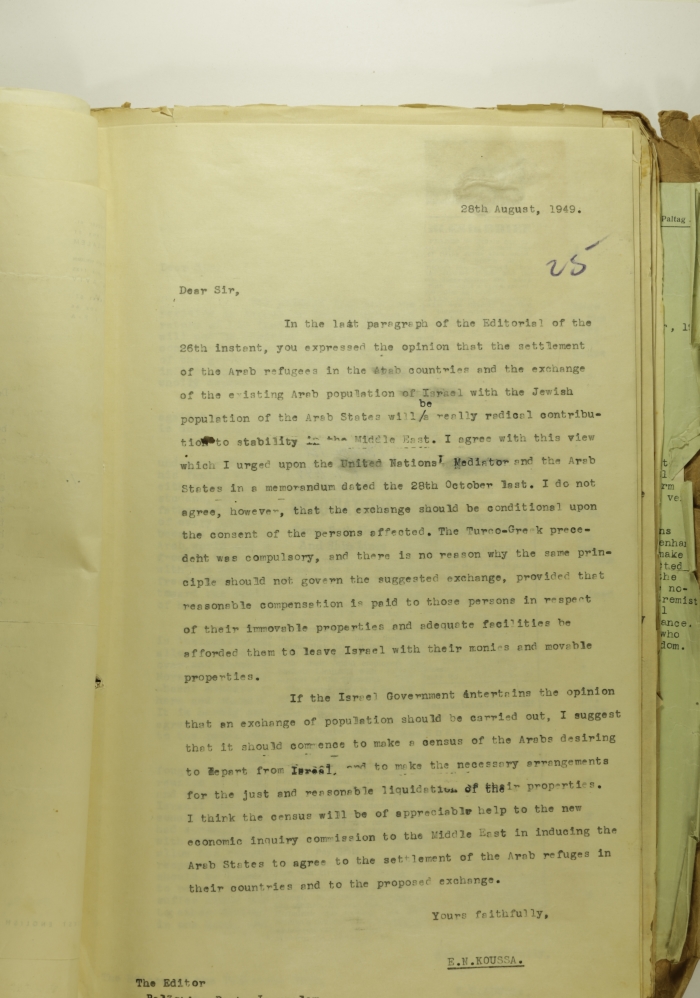 28th August, 1949.
25
Dear Sir,
In the last paragraph of the Editorial of the
26th instant, you expressed the opinion that the settlement
of the Arab refugees in the Arab countries and the exchange
of the existing Arab population of Israel with the Jewish
be
population of the Arab States will/a really radical contribu-
tion to stability in the Middle East. I agree with this view
which I urged upon the United Nations' Mediator and the Arab
States in a memorandum dated the 28th October last. I do not
agree, however, that the exchange should be conditional upon
the consent of the persons affected. The Turco-Greek prece-
dent was compulsory, and there is no reason why the same prin-
ciple should not govern the suggested exchange, provided that
reasonable compensation is paid to those persons in respect
of their immovable properties and adequate facilities be
afforded them to leave Israel with their monies and movable
properties.
If the Israel Government entertains the opinion
that an exchange of population should be carried out, I suggest
that it should commence to make a census of the Arabs desiring
to depart from Israel, and to make the necessary arrangements
for the just and reasonable liquidation of their properties.
I think the census will be of appreciable help to the new
economic inquiry commission to the Middle East in inducing the
Arab States to agree to the settlement of the Arab refuges in
their countries and to the proposed exchange.
Yours faithfully,
E.N.KOUSSA.
The Editor
Paltag
ance.
who
dom.